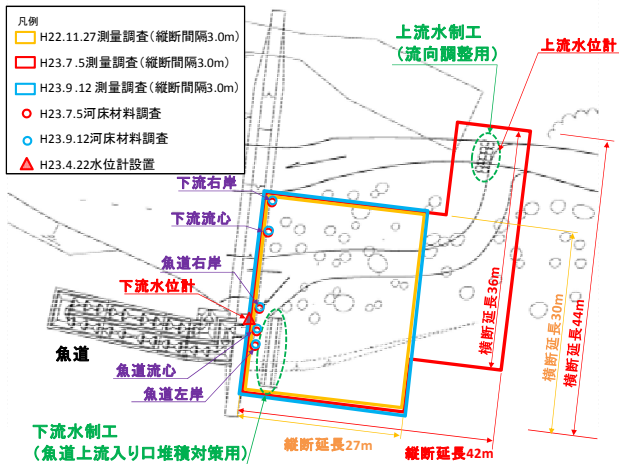 凡例
H22.11.27測量調査(縦断間隔3.0m)
H23.7.5測量調査(縦断間隔3.0m)
H23.9.12測量調査(縦断間隔3.0m)
H23.7.5河床材料調査
H23.9.12河床材料調査
H23.4.22水位計設置
上流水制工
(流向調整用)
上流水位計
下流右岸
下流流心
魚道右岸
下流水位計
魚道
魚道流心
魚道左岸
下流水制工
(魚道上流入り口堆積対策用)
横断延長36m
横断延長30m
横断延長44m
縦断延長27m
縦断延長42m